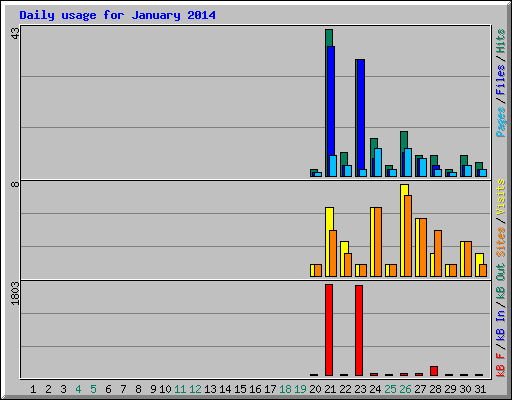 Daily usage for January 2014
43
8
1803
Pages / Files / Hits
Sites / Visits
kB F / kB In / kB Out
1 2 3 4 5 6 7 8 9 10 11 12 13 14 15 16 17 18 19 20 21 22 23 24 25 26 27 28 29 30 31